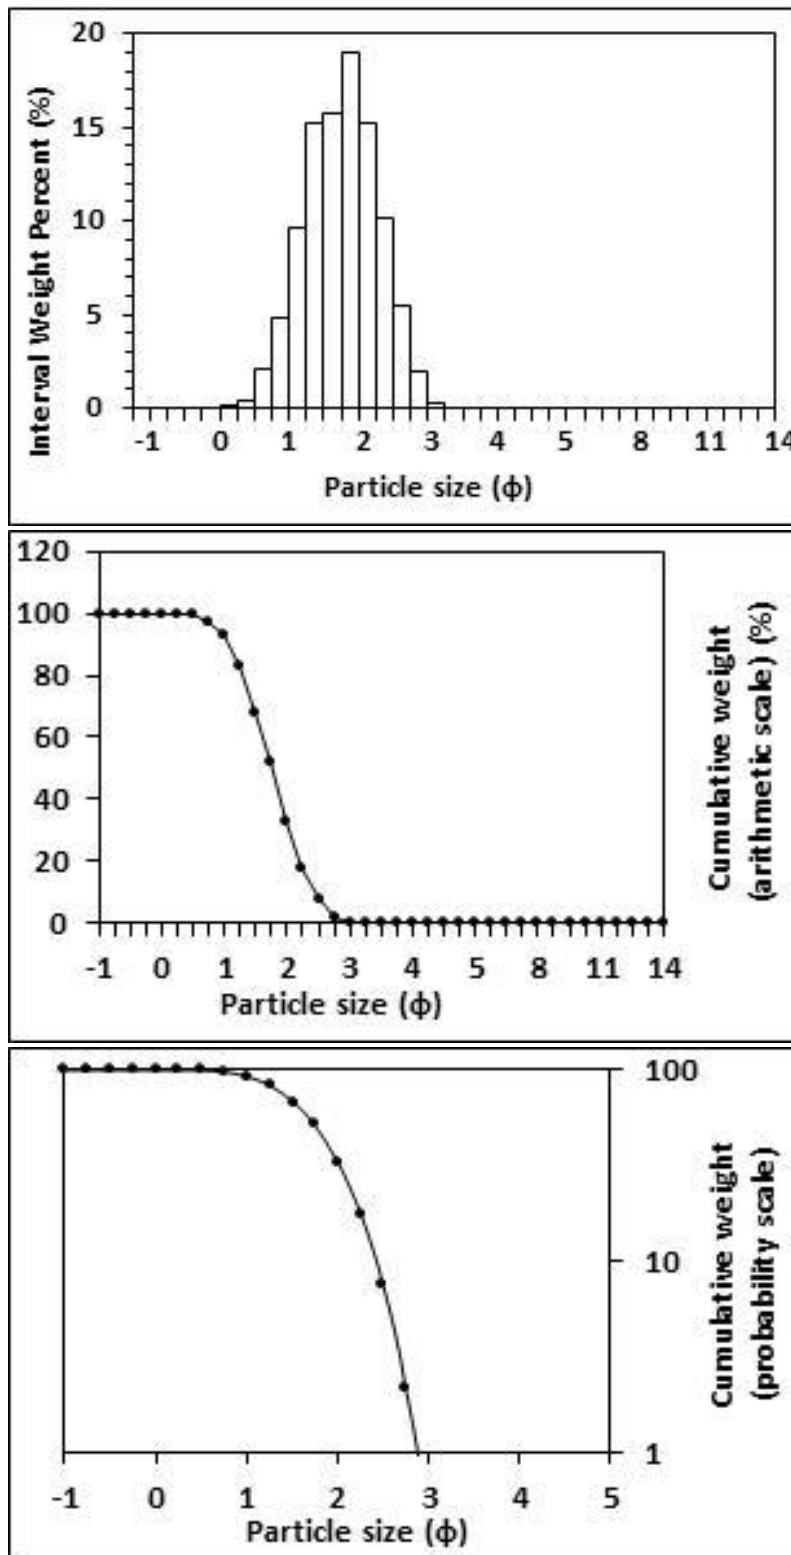 20
15
10
5
0
Interval Weight Percent (%)
-1 0 1 2 3 4 5 8 11 14
Particle size (ϕ)
120
100
80
60
40
20
0
-1 0 1 2 3 4 5 8 11 14
Particle size (ϕ)
Cumulative weight
(arithmetic scale) (%)
100
10
1
-1 0 1 2 3 4 5
Particle size (ϕ)
Cumulative weight
(probability scale)